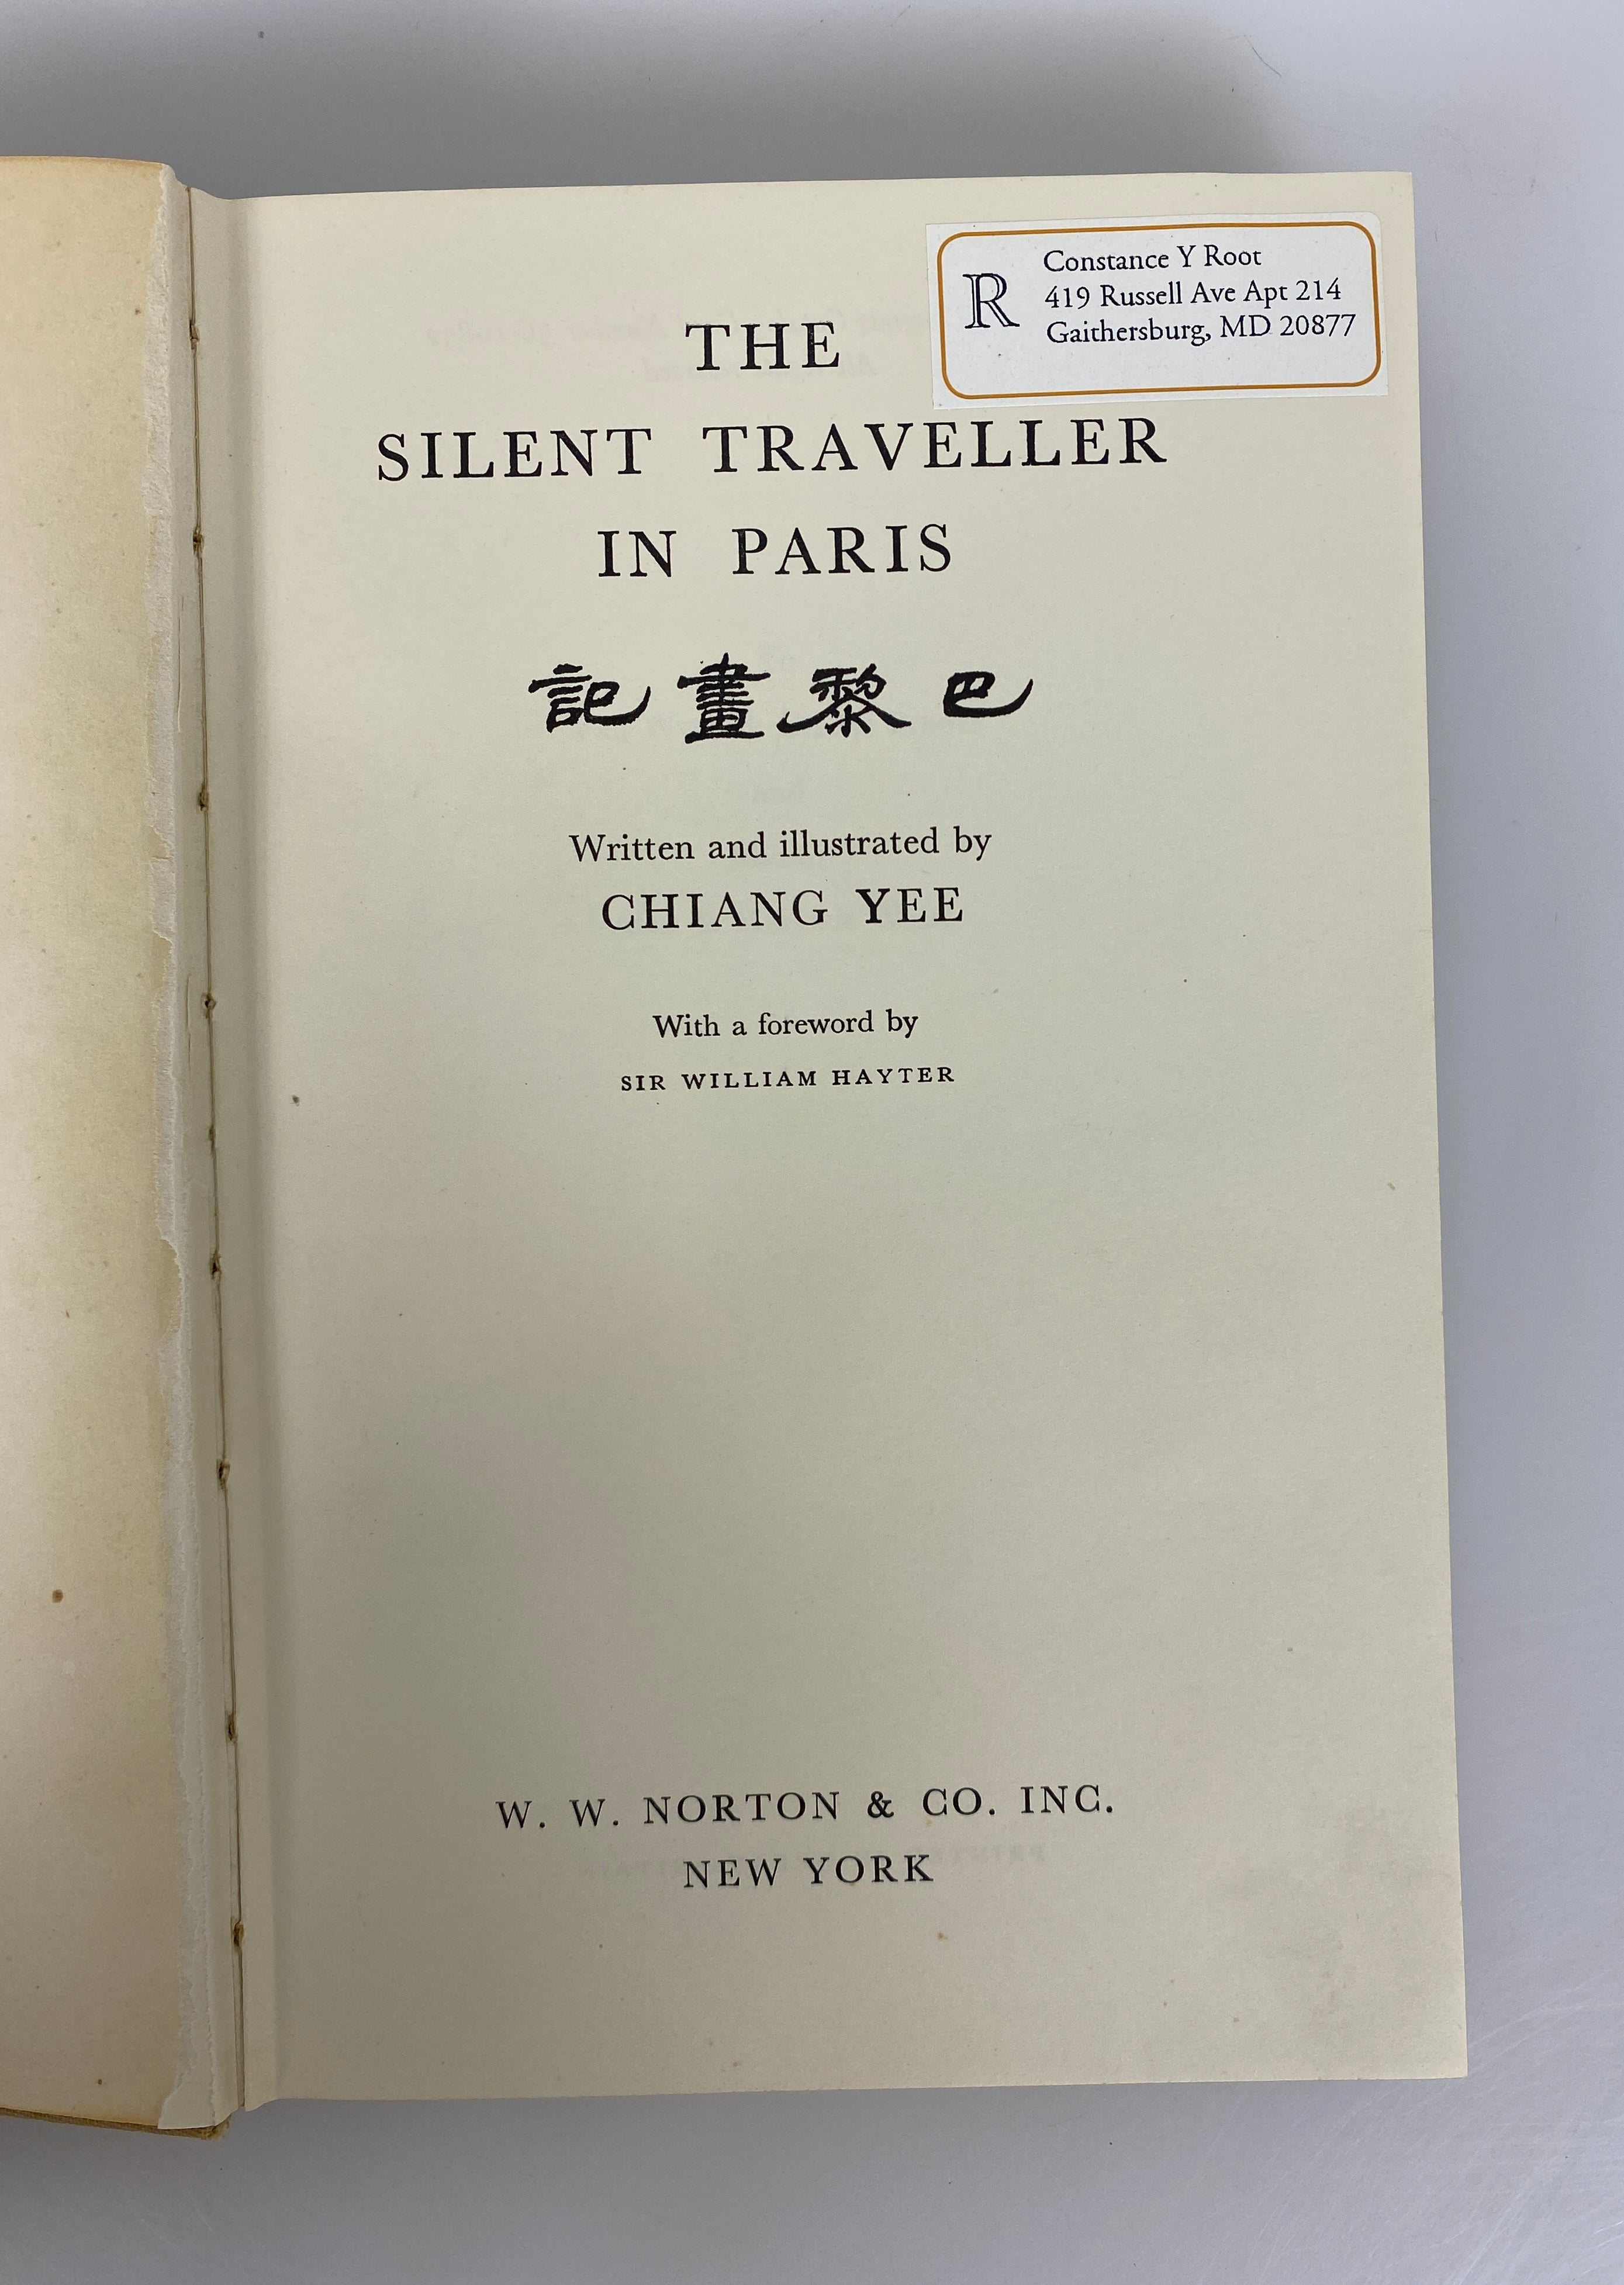 R
Constance Y Root
419 Russell Ave Apt 214
Gaithersburg, MD 20877
THE
SILENT TRAVELLER
IN PARIS
巴黎畫記
Written and illustrated by
CHIANG YEE
With a foreword by
SIR WILLIAM HAYTER
W. W. NORTON & CO. INC.
NEW YORK